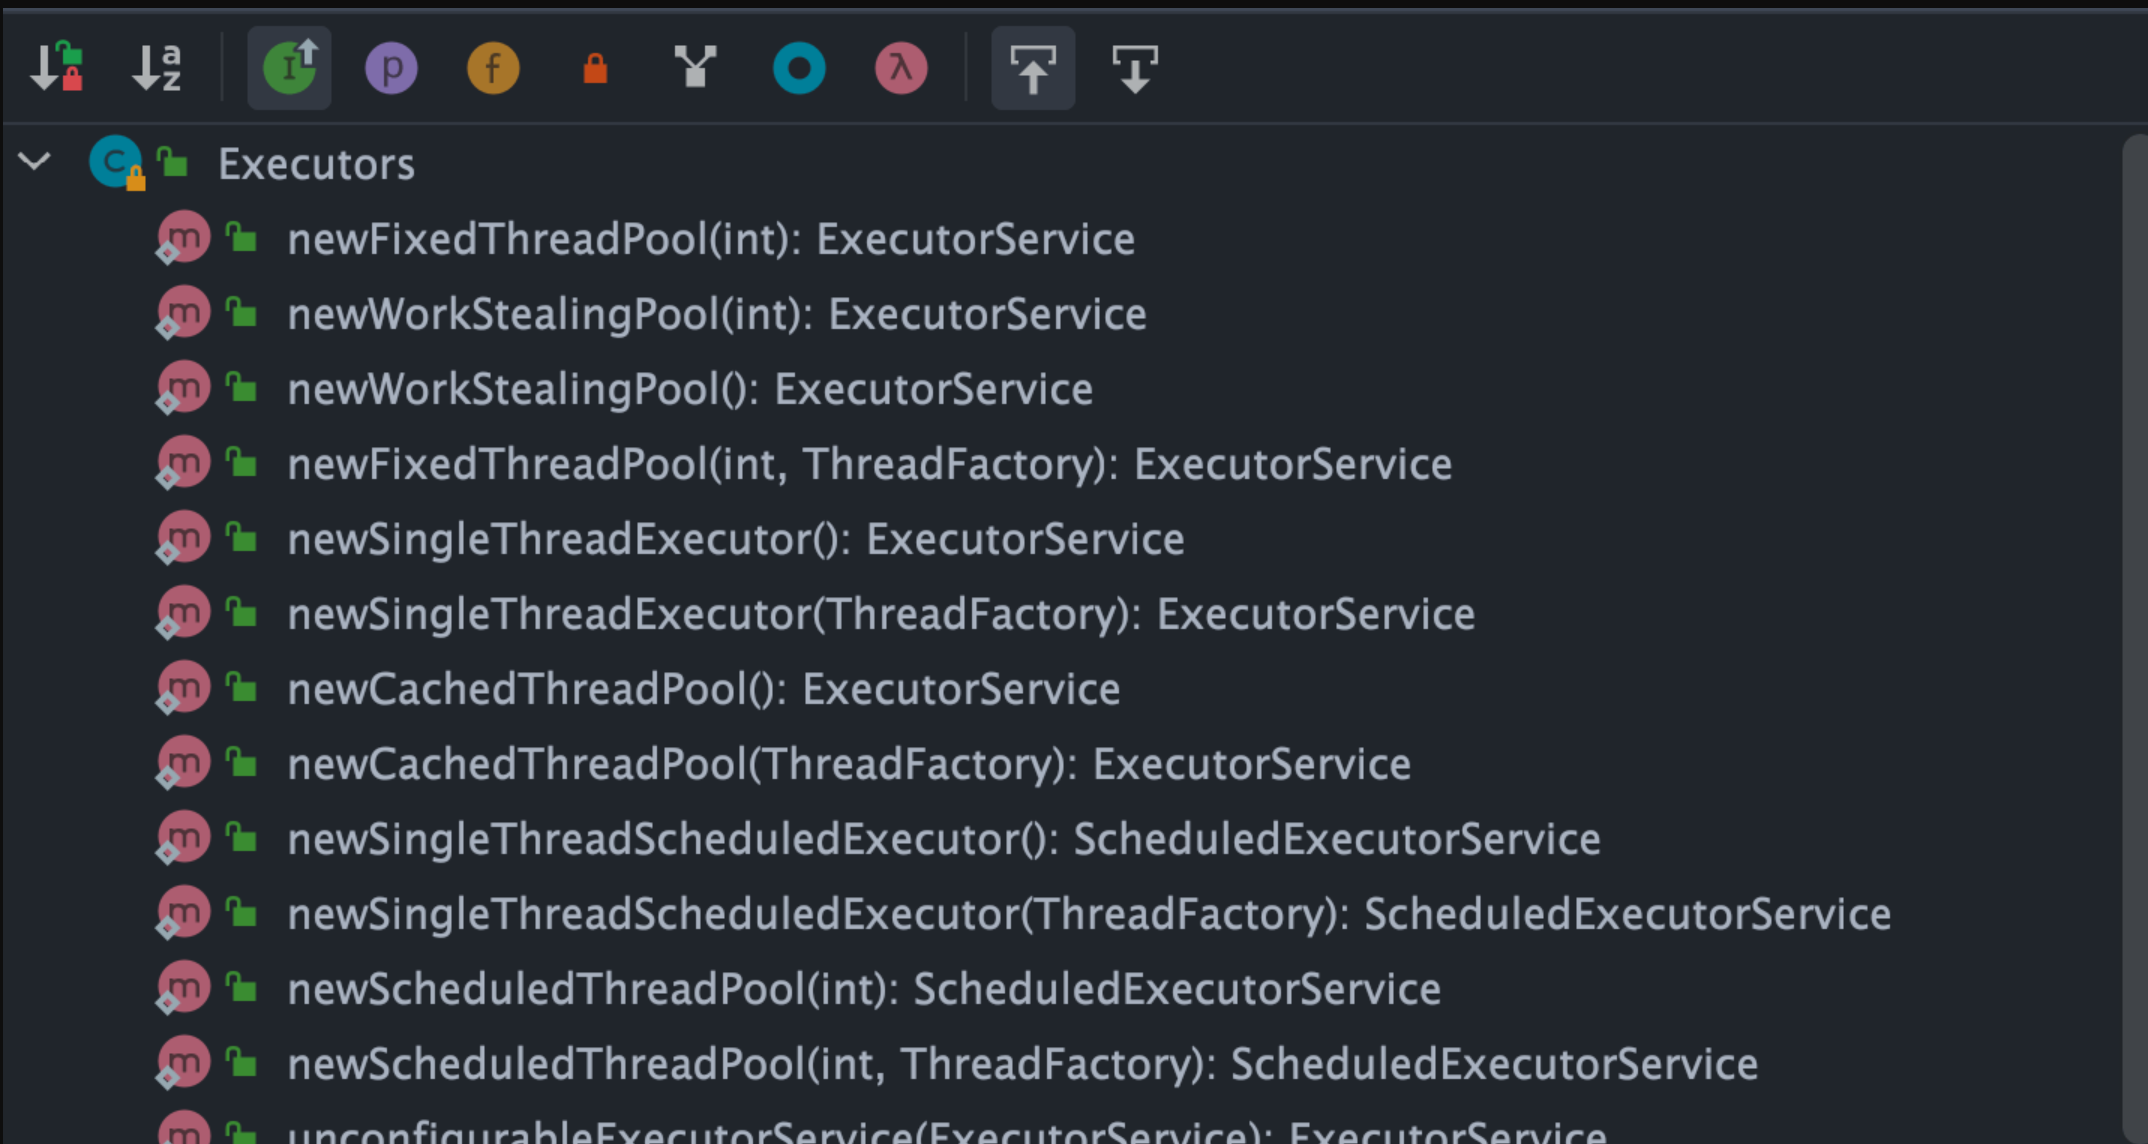 a
z
I p f λ
C Executors
m newFixedThreadPool(int): ExecutorService
m newWorkStealingPool(int): ExecutorService
m newWorkStealingPool(): ExecutorService
m newFixedThreadPool(int, ThreadFactory): ExecutorService
m newSingleThreadExecutor(): ExecutorService
m newSingleThreadExecutor(ThreadFactory): ExecutorService
m newCachedThreadPool(): ExecutorService
m newCachedThreadPool(ThreadFactory): ExecutorService
m newSingleThreadScheduledExecutor(): ScheduledExecutorService
m newSingleThreadScheduledExecutor(ThreadFactory): ScheduledExecutorService
m newScheduledThreadPool(int): ScheduledExecutorService
m newScheduledThreadPool(int, ThreadFactory): ScheduledExecutorService
m unconfigurableExecutorService(ExecutorService): ExecutorService